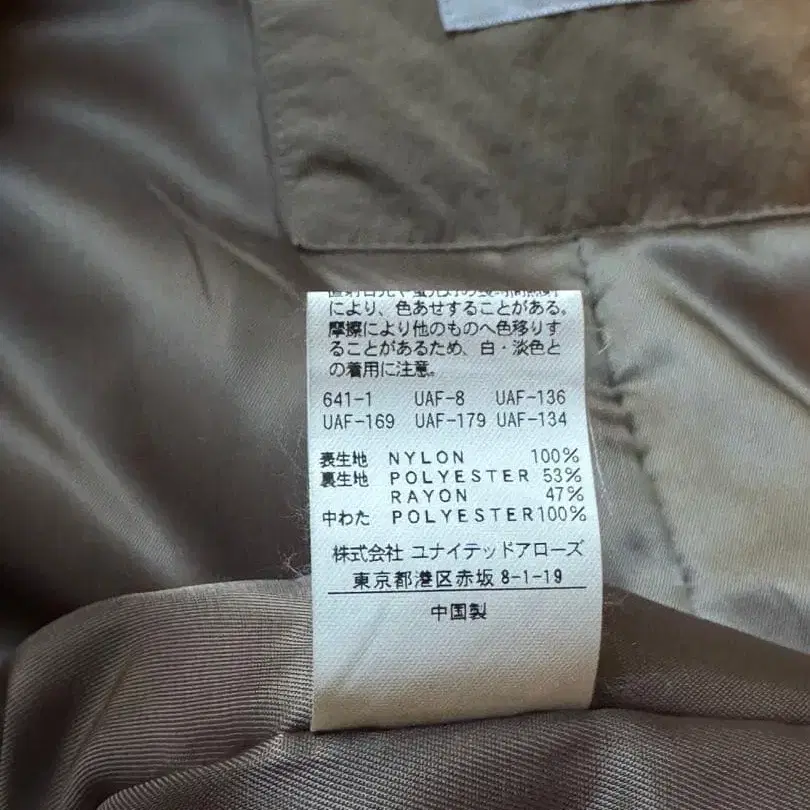 により、色あせすることがある。
摩擦により他のものへ色移りす
ることがあるため、白・淡色と
の着用に注意。
641-1 UAF-8 UAF-136
UAF-169 UAF-179 UAF-134
表生地 NYLON 100%
裏生地 POLYESTER 53%
RAYON 47%
中わた POLYESTER100%
株式会社 ユナイテッドアローズ
東京都港区赤坂8-1-19
中国製